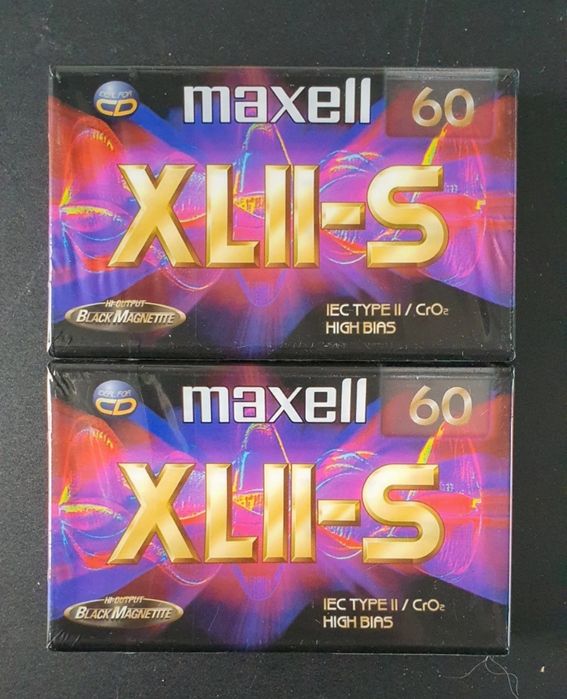 IDEAL FOR
CD
maxell
60
XLII-S
HI-OUTPUT
BLACK MAGNETITE
IEC TYPE II / CrO₂
HIGH BIAS
IDEAL FOR
CD
maxell
60
XLII-S
HI-OUTPUT
BLACK MAGNETITE
IEC TYPE II / CrO₂
HIGH BIAS